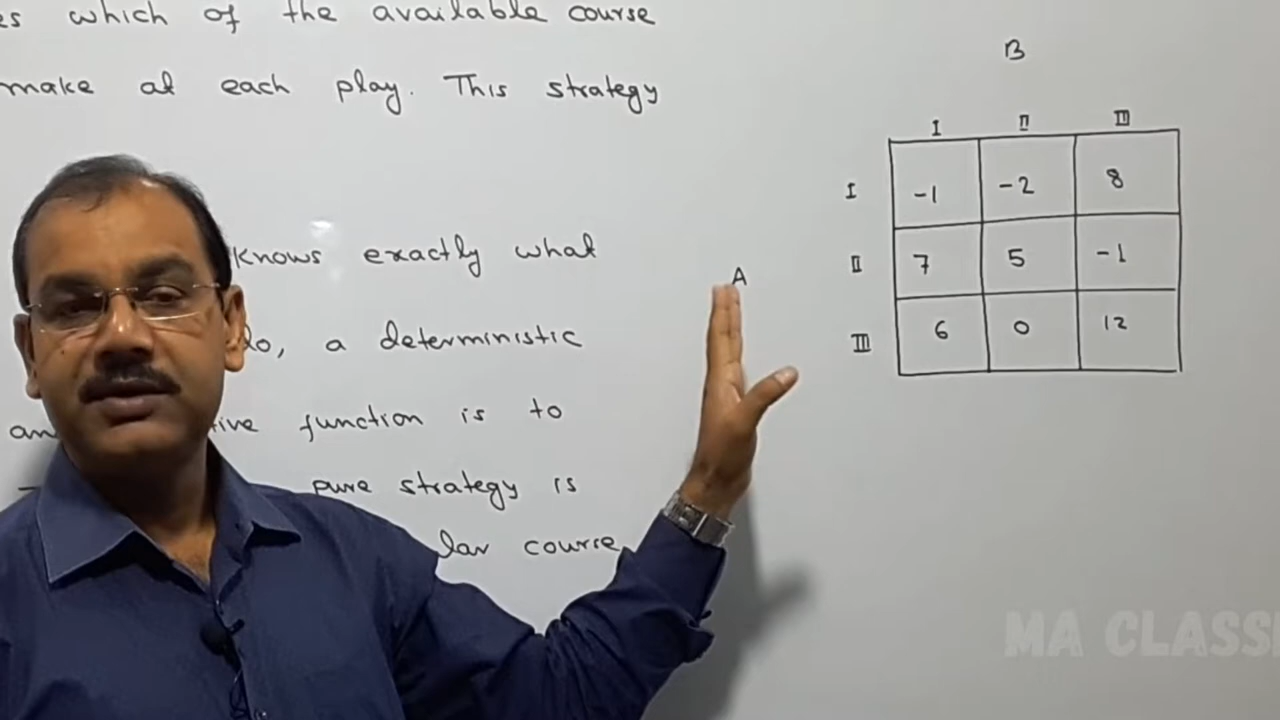 which of the available course
make at each play. This strategy
knows exactly what
a deterministic
function is to
pure strategy is
course
B
I II III
A
I -1 -2 8
II 7 5 -1
III 6 0 12
MA CLASS